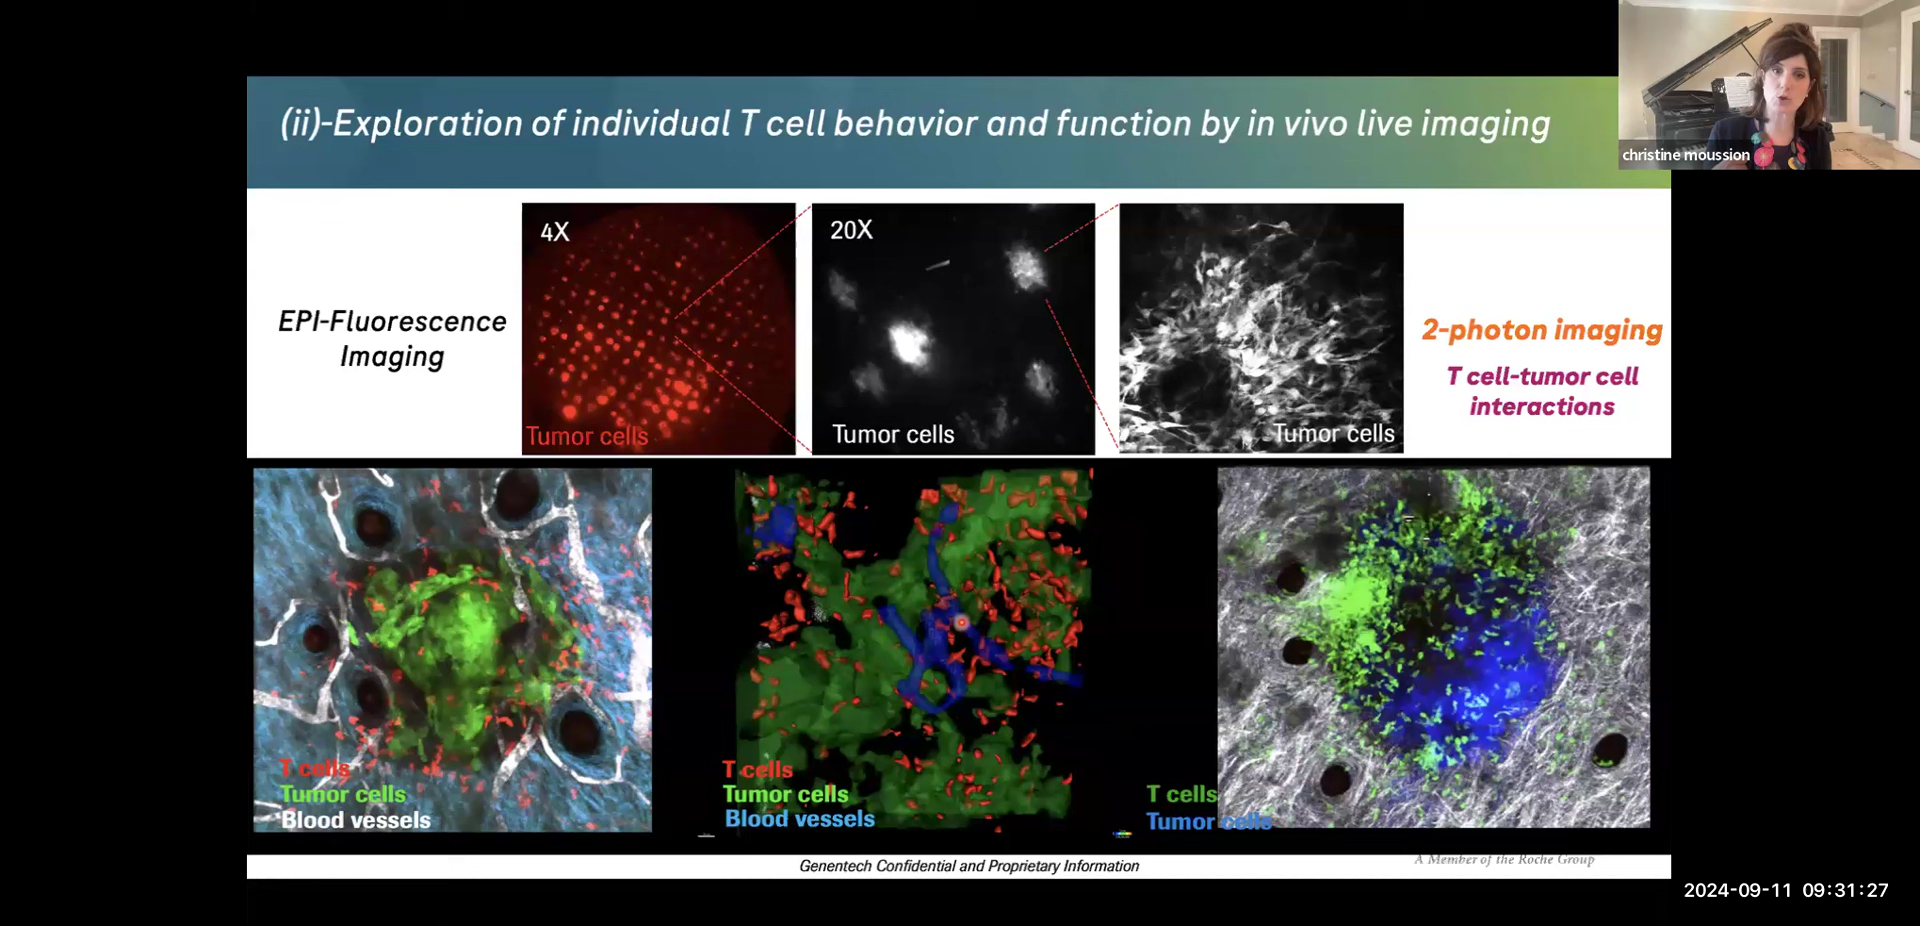 (ii)-Exploration of individual T cell behavior and function by in vivo live imaging
christine moussion
EPI-Fluorescence
Imaging
4X
Tumor cells
20X
Tumor cells
Tumor cells
2-photon imaging
T cell-tumor cell
interactions
T cells
Tumor cells
Blood vessels
T cells
Tumor cells
Blood vessels
T cells
Tumor cells
Genentech Confidential and Proprietary Information
A Member of the Roche Group
2024-09-11 09:31:27